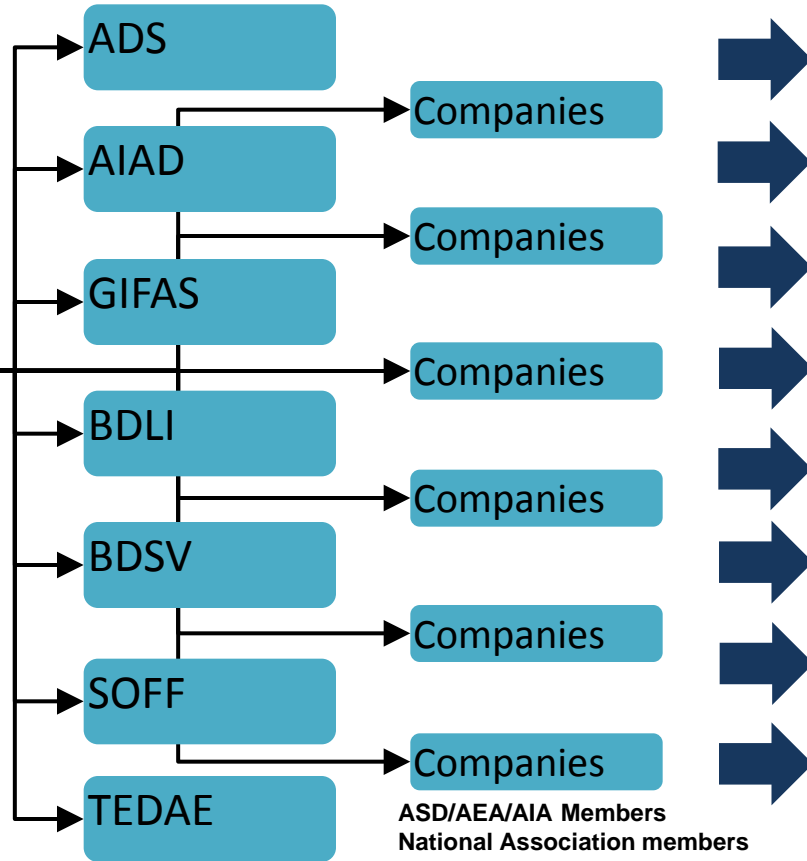 ADS
Companies
AIAD
Companies
GIFAS
Companies
BDLI
Companies
BDSV
Companies
SOFF
Companies
TEDAE
ASD/AEA/AIA Members
National Association members